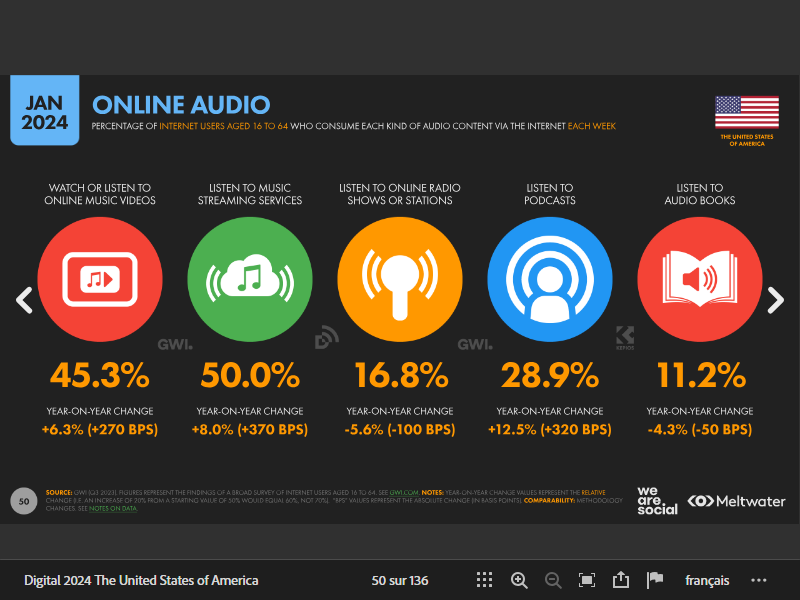 JAN
2024
ONLINE AUDIO
PERCENTAGE OF INTERNET USERS AGED 16 TO 64 WHO CONSUME EACH KIND OF AUDIO CONTENT VIA THE INTERNET EACH WEEK
THE UNITED STATES
OF AMERICA
WATCH OR LISTEN TO
ONLINE MUSIC VIDEOS
LISTEN TO MUSIC
STREAMING SERVICES
LISTEN TO ONLINE RADIO
SHOWS OR STATIONS
LISTEN TO
PODCASTS
LISTEN TO
AUDIO BOOKS
GWI.
GWI.
KEPIOS
45.3%
50.0%
16.8%
28.9%
11.2%
YEAR-ON-YEAR CHANGE
+6.3% (+270 BPS)
YEAR-ON-YEAR CHANGE
+8.0% (+370 BPS)
YEAR-ON-YEAR CHANGE
-5.6% (-100 BPS)
YEAR-ON-YEAR CHANGE
+12.5% (+320 BPS)
YEAR-ON-YEAR CHANGE
-4.3% (-50 BPS)
50
SOURCE: GWI (Q3 2023). FIGURES REPRESENT THE FINDINGS OF A BROAD SURVEY OF INTERNET USERS AGED 16 TO 64. SEE GWI.COM. NOTES: YEAR-ON-YEAR CHANGE VALUES REPRESENT THE RELATIVE
CHANGE (I.E. AN INCREASE OF 20% FROM A STARTING VALUE OF 50% WOULD EQUAL 60%, NOT 70%). "BPS" VALUES REPRESENT THE ABSOLUTE CHANGE (IN BASIS POINTS). COMPARABILITY: METHODOLOGY
CHANGES. SEE NOTES ON DATA.
we
are.
social
Meltwater
Digital 2024 The United States of America
50 sur 136
français